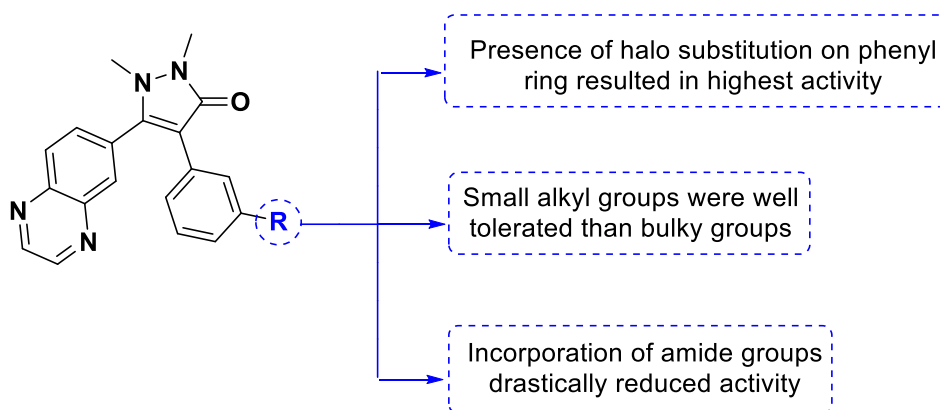 N
N
O
N
N
R
Presence of halo substitution on phenyl
ring resulted in highest activity
Small alkyl groups were well
tolerated than bulky groups
Incorporation of amide groups
drastically reduced activity